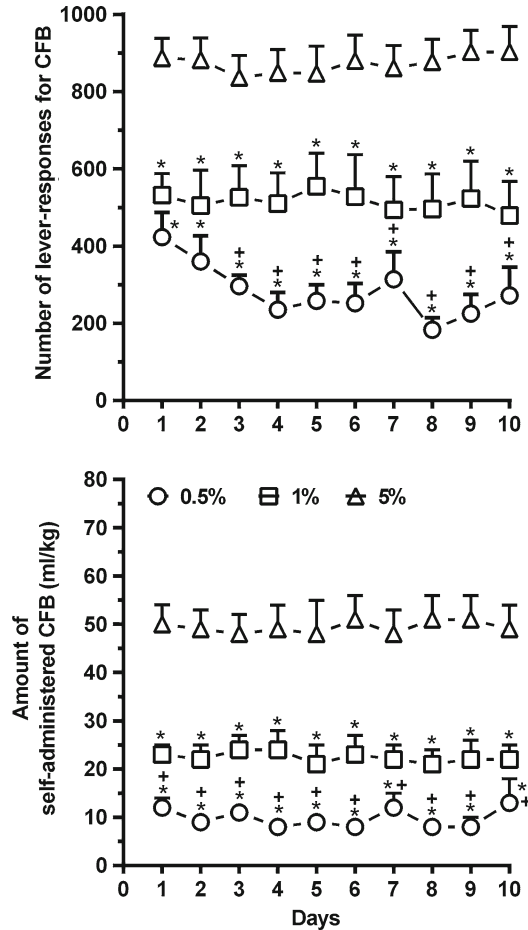 Number of lever-responses for CFB
1000
800
600
400
200
0
* * * * * * * * * *
* * + * + * + * + * + * + * + * + *
0 1 2 3 4 5 6 7 8 9 10
Amount of
self-administered CFB (ml/kg)
80
70
60
50
40
30
20
10
0
0.5% 1% 5%
* * * * * * * * * *
+ * + * + * + * + * + * * + + * + * * +
0 1 2 3 4 5 6 7 8 9 10
Days